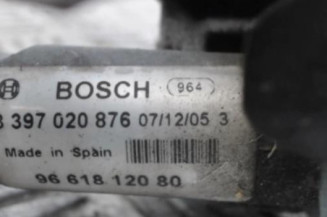 BOSCH 964
3 397 020 876 07/12/05 3
Made in Spain
96 618 120 80